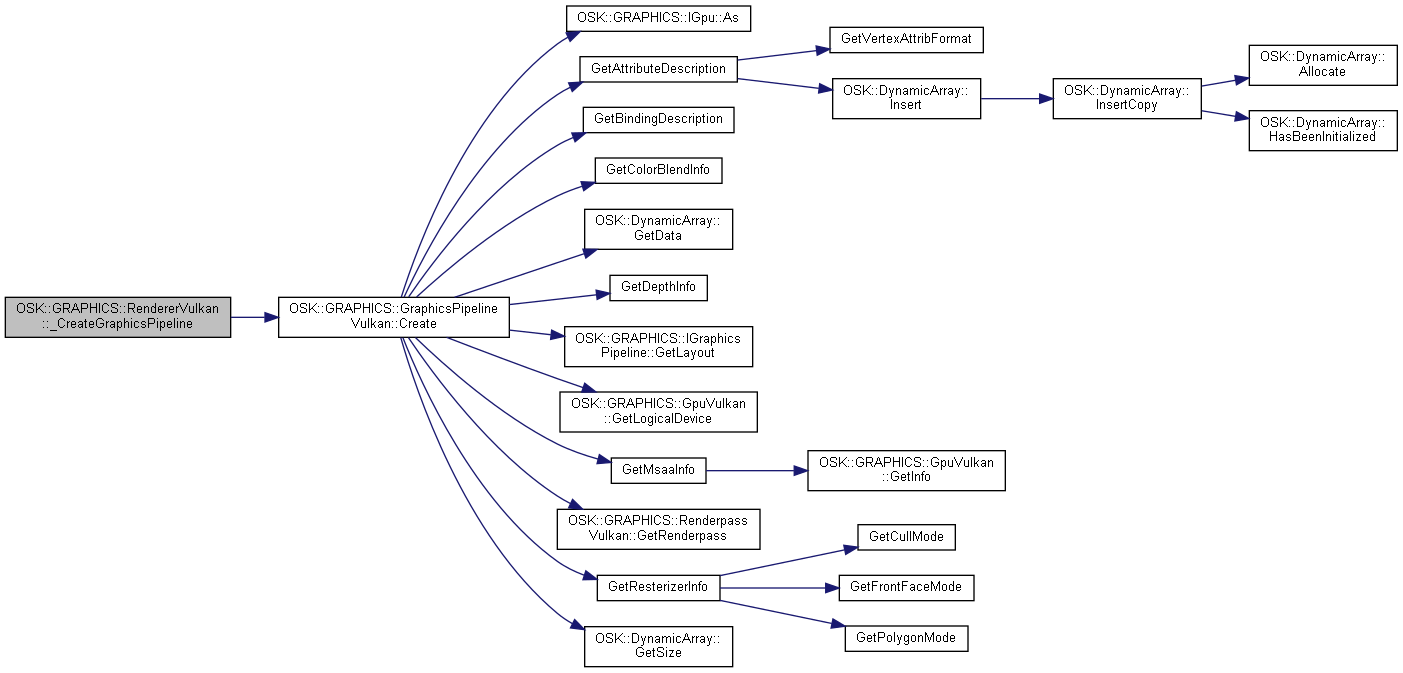 OSK::GRAPHICS::RendererVulkan
::_CreateGraphicsPipeline
OSK::GRAPHICS::GraphicsPipeline
Vulkan::Create
OSK::GRAPHICS::IGpu::As
GetAttributeDescription
GetVertexAttribFormat
OSK::DynamicArray::
Insert
OSK::DynamicArray::
InsertCopy
OSK::DynamicArray::
Allocate
OSK::DynamicArray::
HasBeenInitialized
GetBindingDescription
GetColorBlendInfo
OSK::DynamicArray::
GetData
GetDepthInfo
OSK::GRAPHICS::IGraphics
Pipeline::GetLayout
OSK::GRAPHICS::GpuVulkan
::GetLogicalDevice
GetMsaaInfo
OSK::GRAPHICS::GpuVulkan
::GetInfo
OSK::GRAPHICS::Renderpass
Vulkan::GetRenderpass
GetResterizerInfo
GetCullMode
GetFrontFaceMode
GetPolygonMode
OSK::DynamicArray::
GetSize